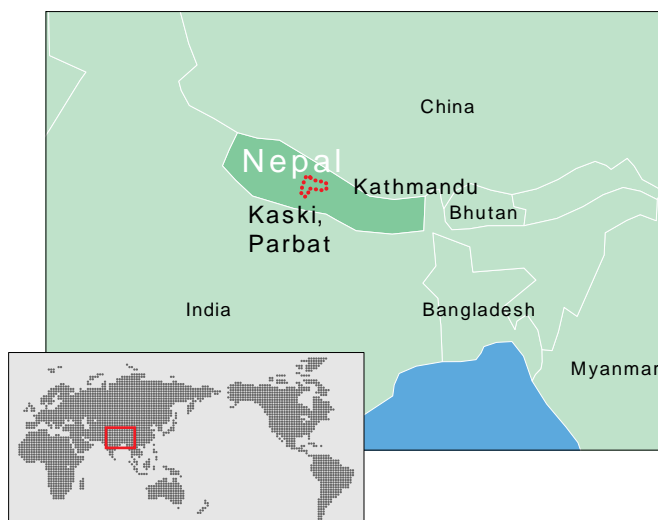 China
Nepal
Kathmandu
Kaski,
Parbat
Bhutan
India
Bangladesh
Myanmar